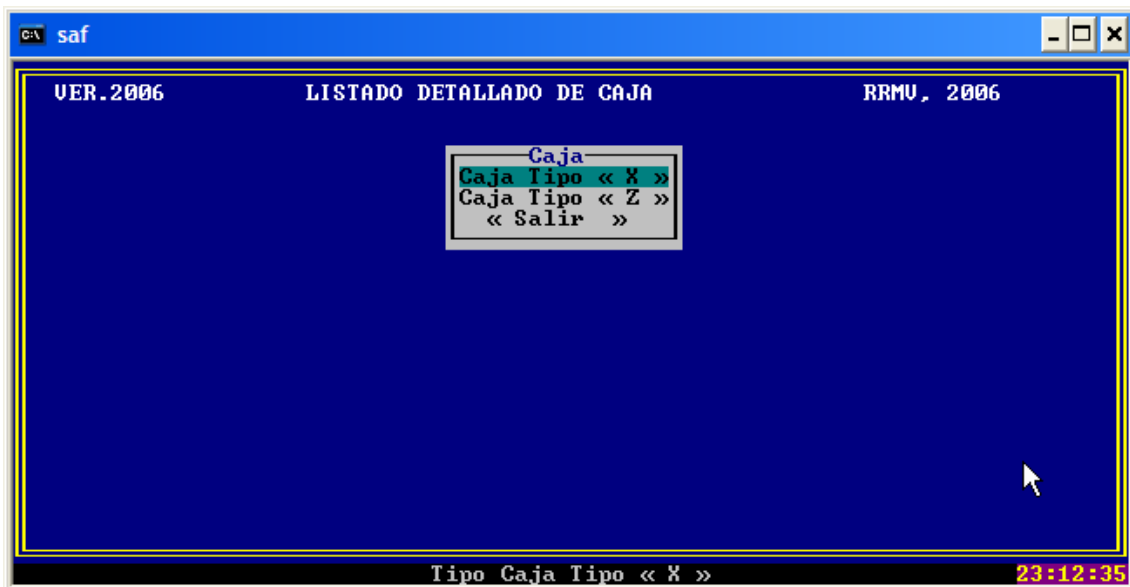 saf
VER.2006 LISTADO DETALLADO DE CAJA RRMV, 2006
Caja
Caja Tipo « X »
Caja Tipo « Z »
« Salir »
Tipo Caja Tipo « X » 23:12:35